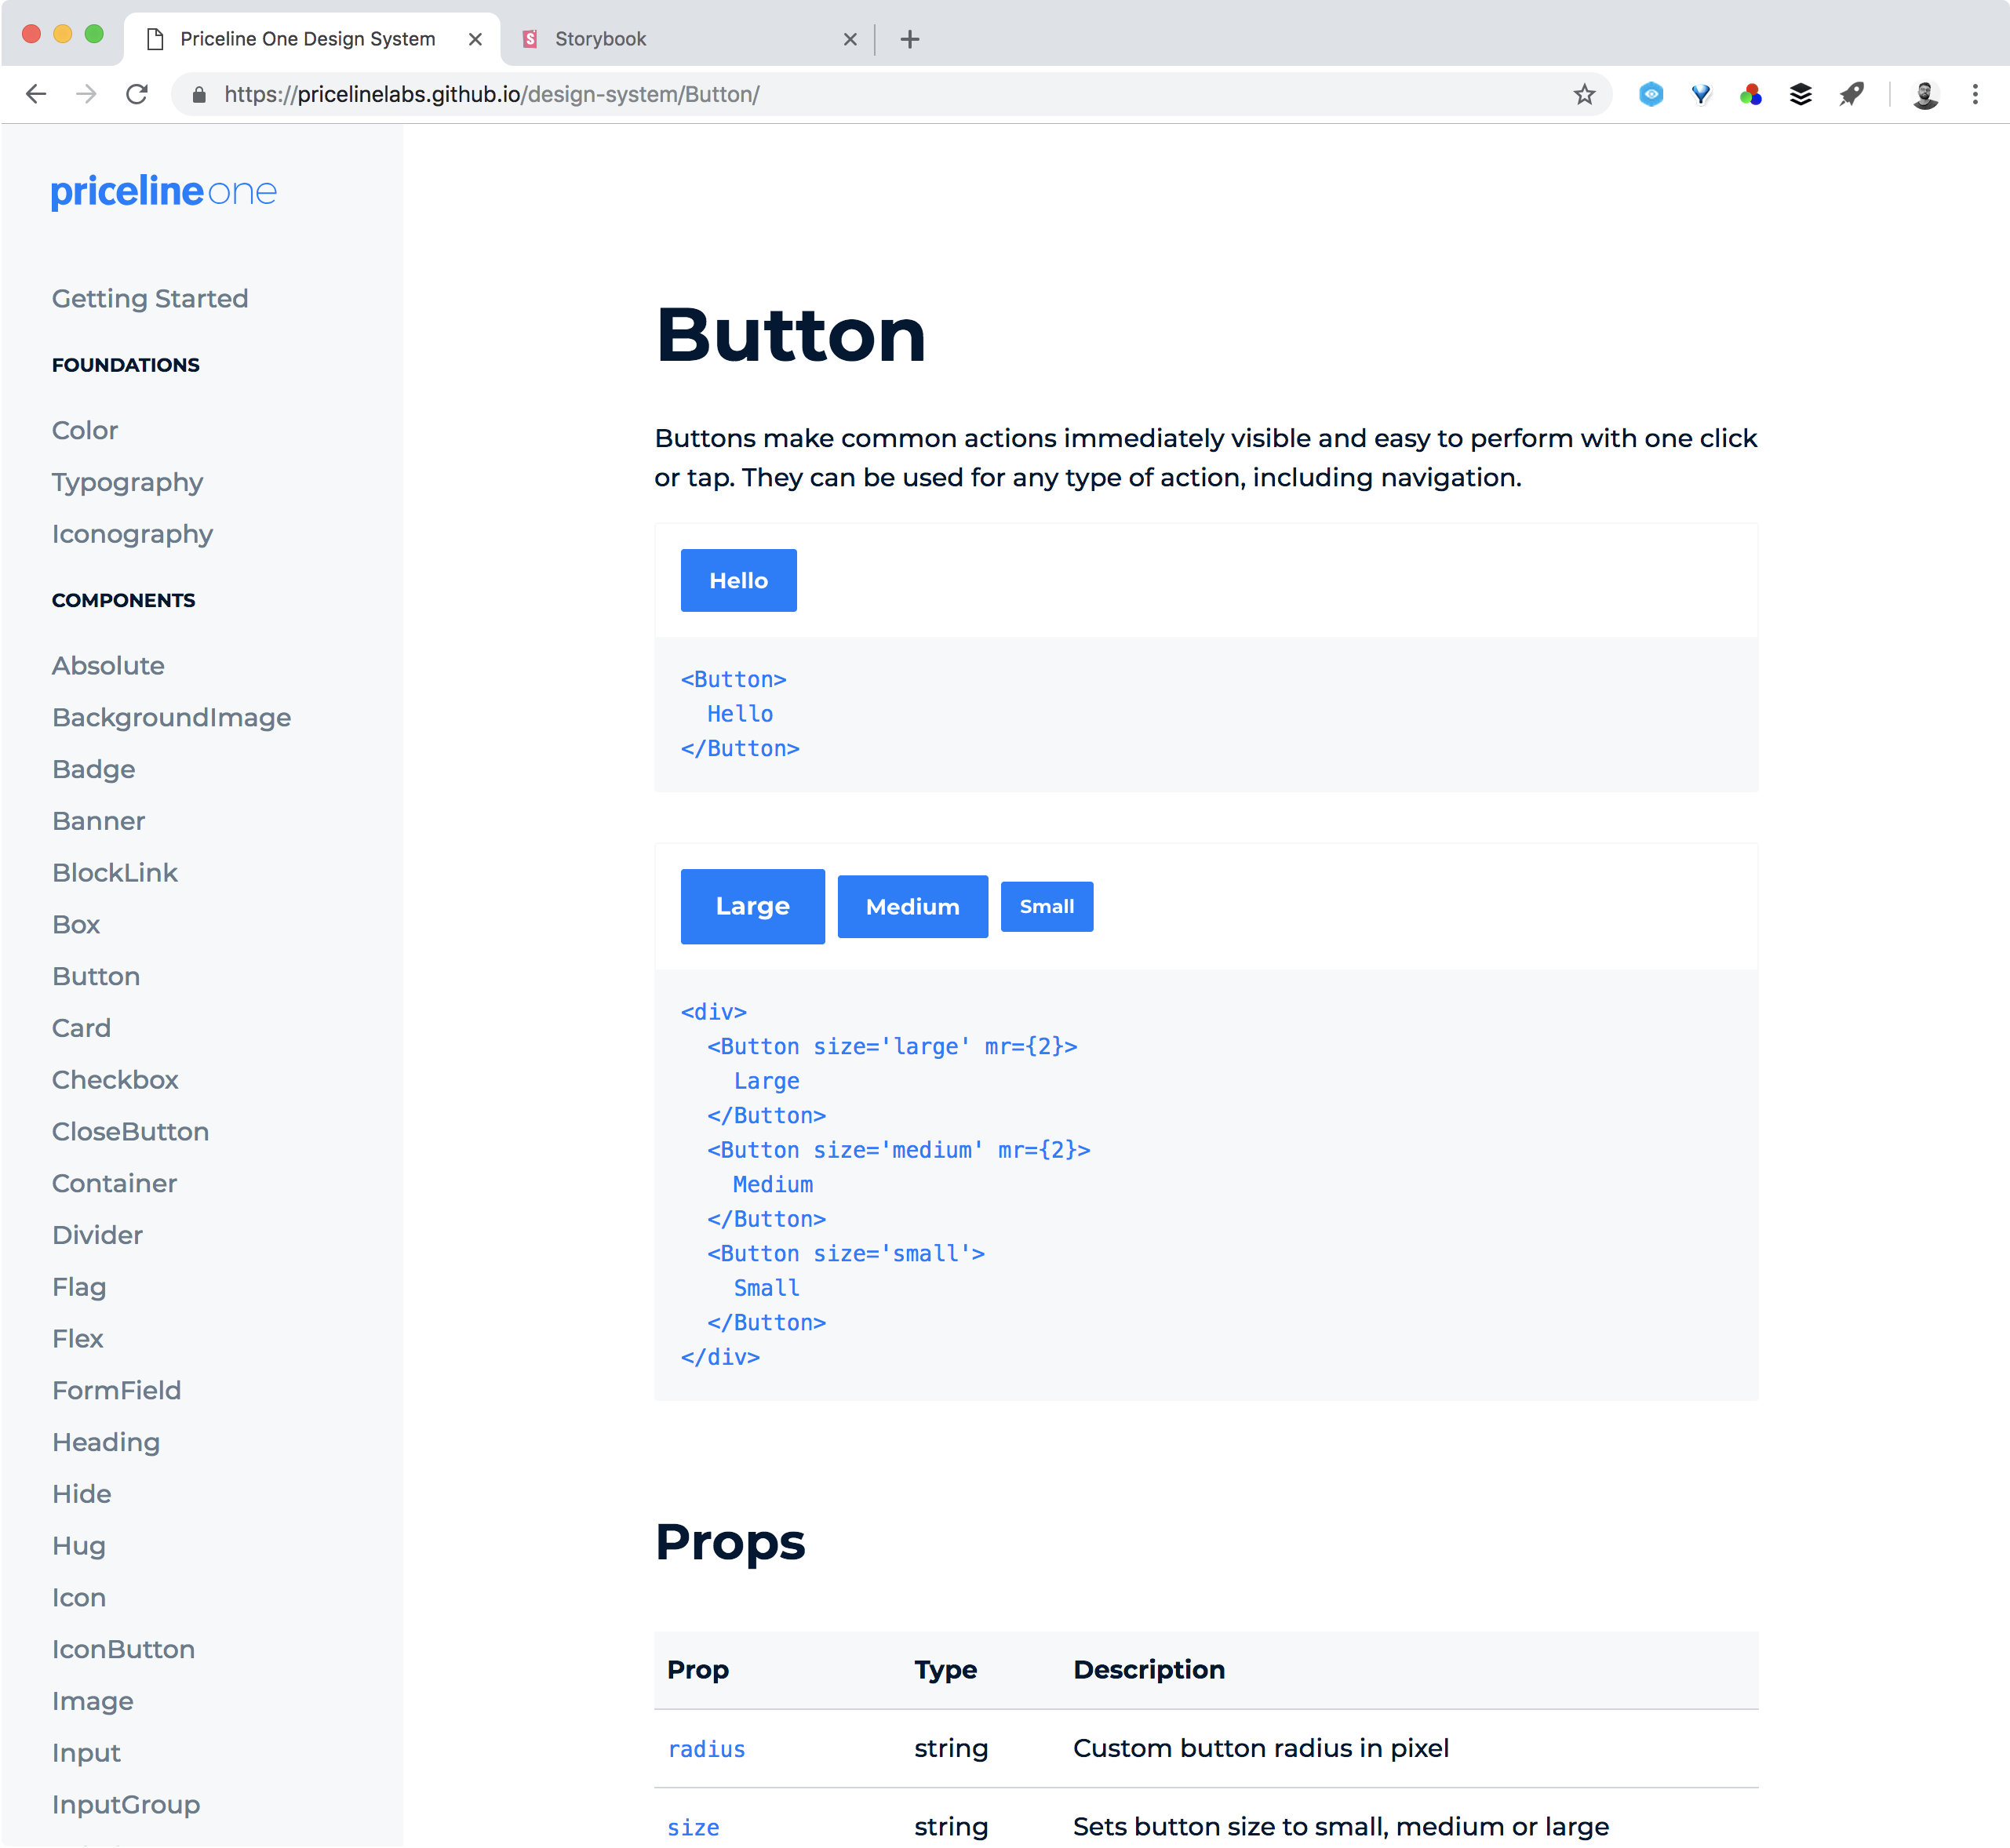 Priceline One Design System
Storybook
https://pricelinelabs.github.io/design-system/Button/
priceline one
Getting Started
FOUNDATIONS
Color
Typography
Iconography
COMPONENTS
Absolute
BackgroundImage
Badge
Banner
BlockLink
Box
Button
Card
Checkbox
CloseButton
Container
Divider
Flag
Flex
FormField
Heading
Hide
Hug
Icon
IconButton
Image
Input
InputGroup
Button
Buttons make common actions immediately visible and easy to perform with one click
or tap. They can be used for any type of action, including navigation.
Hello
<Button>
  Hello
</Button>
Large Medium Small
<div>
  <Button size='large' mr={2}>
    Large
  </Button>
  <Button size='medium' mr={2}>
    Medium
  </Button>
  <Button size='small'>
    Small
  </Button>
</div>
Props
Prop Type Description
radius string Custom button radius in pixel
size string Sets button size to small, medium or large